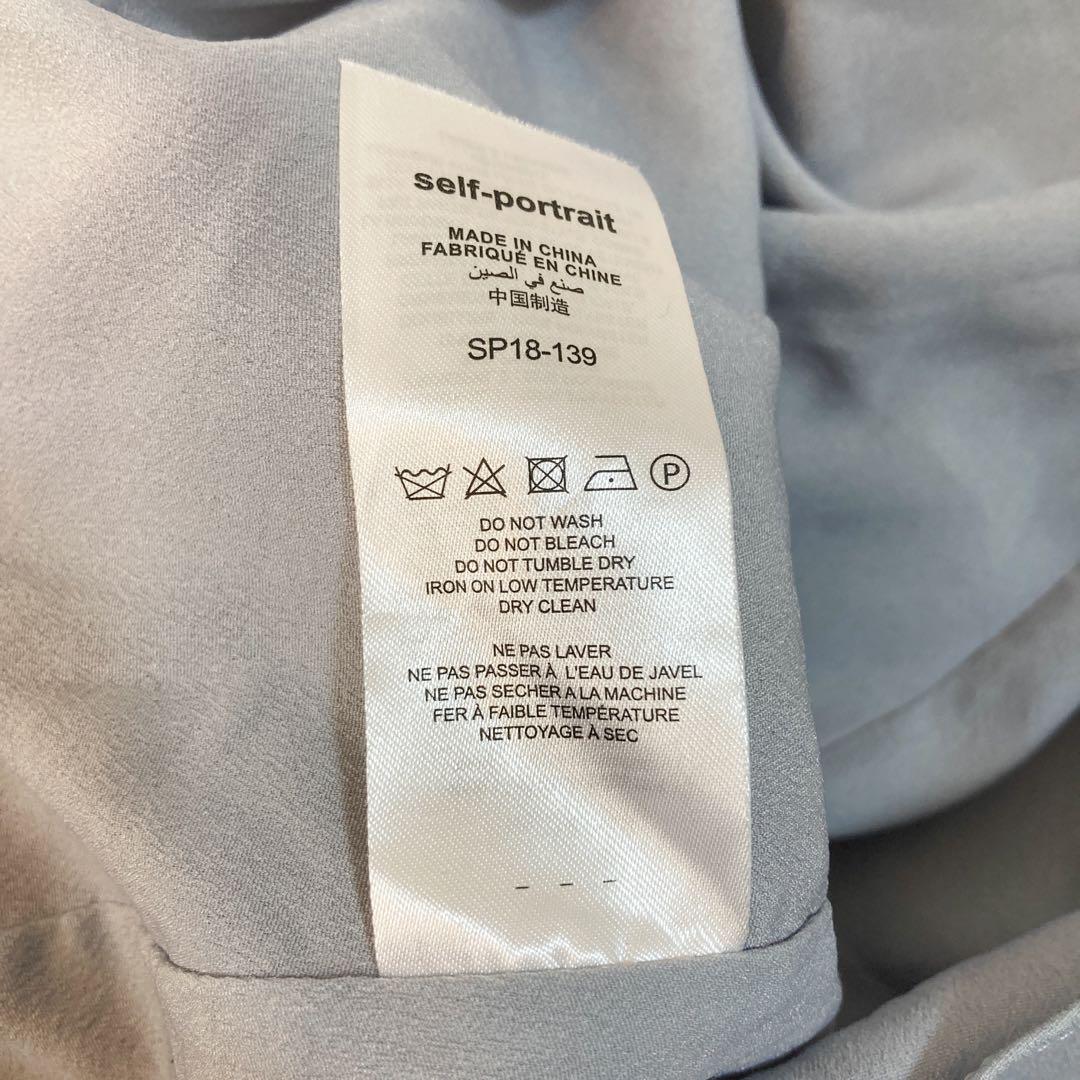 self-portrait
MADE IN CHINA
FABRIQUÉ EN CHINE
صنع في الصين
中国制造
SP18-139
P
DO NOT WASH
DO NOT BLEACH
DO NOT TUMBLE DRY
IRON ON LOW TEMPERATURE
DRY CLEAN
NE PAS LAVER
NE PAS PASSER À L'EAU DE JAVEL
NE PAS SECHER A LA MACHINE
FER À FAIBLE TEMPÉRATURE
NETTOYAGE À SEC
– – –